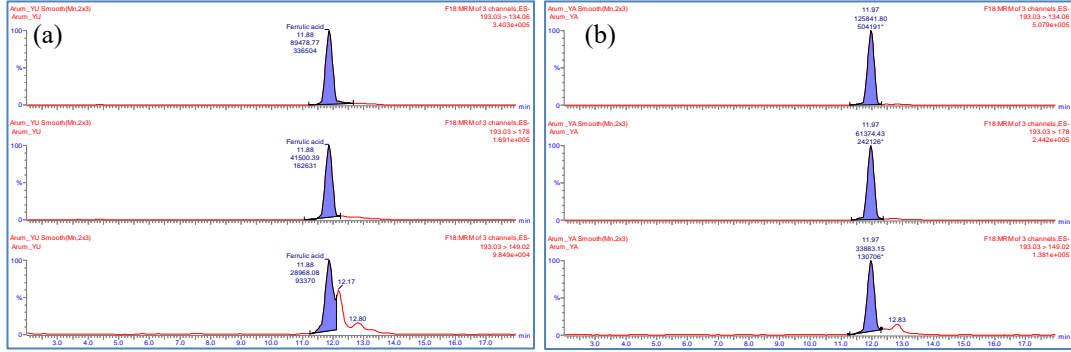 (a)
Arum_YU Smooth(Mn,2x3)
Arum_YU
F18:MRM of 3 channels,ES-
193.03 > 134.06
3.403e+005
Ferrulic acid
11.88
89478.77
336504
100
%
0
min
Arum_YU Smooth(Mn,2x3)
Arum_YU
F18:MRM of 3 channels,ES-
193.03 > 178
1.691e+005
Ferrulic acid
11.88
41500.39
162631
100
%
0
min
Arum_YU Smooth(Mn,2x3)
Arum_YU
F18:MRM of 3 channels,ES-
193.03 > 149.02
9.849e+004
Ferrulic acid
11.88
28968.08
93370
12.17
12.80
100
%
0
min
3.0 4.0 5.0 6.0 7.0 8.0 9.0 10.0 11.0 12.0 13.0 14.0 15.0 16.0 17.0
(b)
Arum_YA Smooth(Mn,2x3)
Arum_YA
F18:MRM of 3 channels,ES-
193.03 > 134.06
5.079e+005
11.97
125841.80
504191*
100
%
0
min
Arum_YA Smooth(Mn,2x3)
Arum_YA
F18:MRM of 3 channels,ES-
193.03 > 178
2.442e+005
11.97
61374.43
242126*
100
%
0
min
Arum_YA Smooth(Mn,2x3)
Arum_YA
F18:MRM of 3 channels,ES-
193.03 > 149.02
1.381e+005
11.97
33883.15
130706*
12.83
100
%
0
min
3.0 4.0 5.0 6.0 7.0 8.0 9.0 10.0 11.0 12.0 13.0 14.0 15.0 16.0 17.0